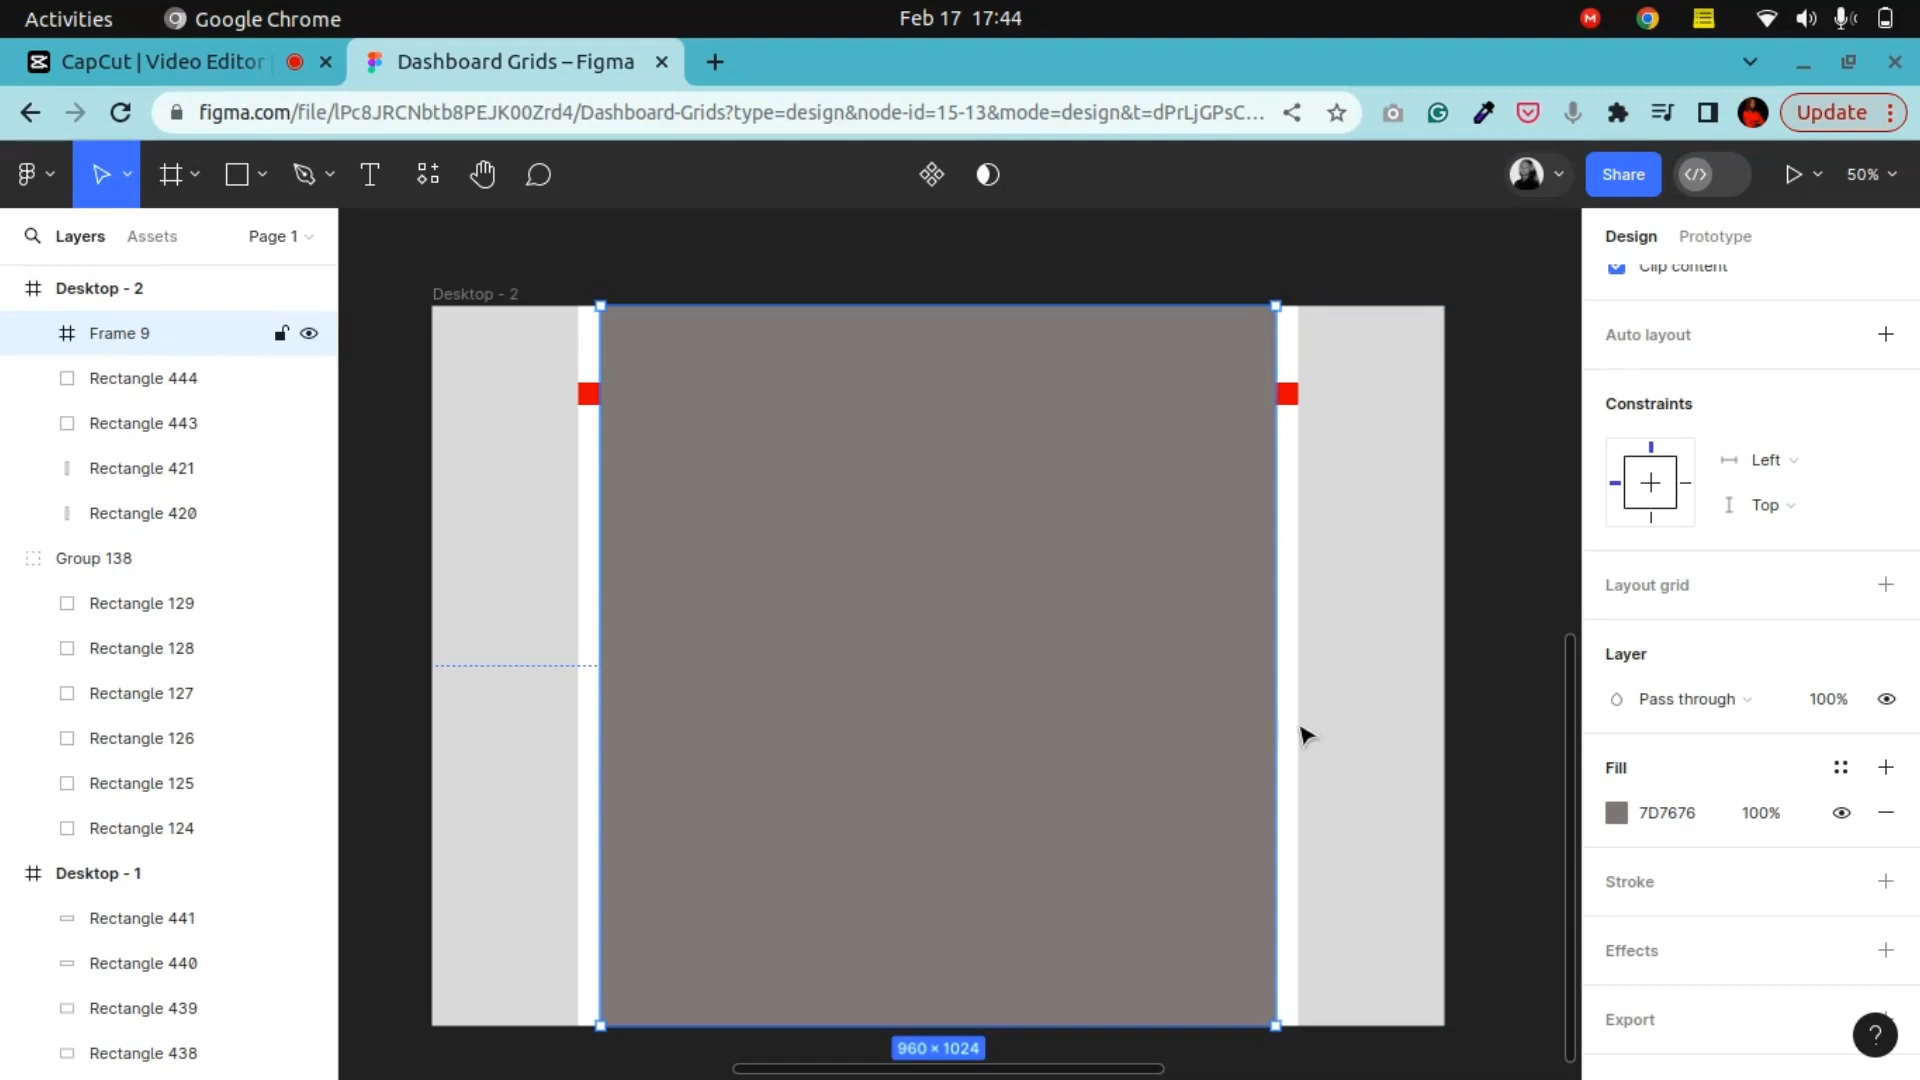 Activities
Google Chrome
Feb 17 17:44
CapCut | Video Editor
Dashboard Grids – Figma
figma.com/file/lPc8JRCNbtb8PEJK00Zrd4/Dashboard-Grids?type=design&node-id=15-13&mode=design&t=dPrLjGPsC...
Update
Share
50%
Layers
Assets
Page 1
Design
Prototype
Clip content
Desktop - 2
Frame 9
Rectangle 444
Rectangle 443
Rectangle 421
Rectangle 420
Group 138
Rectangle 129
Rectangle 128
Rectangle 127
Rectangle 126
Rectangle 125
Rectangle 124
Desktop - 1
Rectangle 441
Rectangle 440
Rectangle 439
Rectangle 438
Desktop - 2
960 × 1024
Auto layout
Constraints
Left
Top
Layout grid
Layer
Pass through
100%
Fill
7D7676
100%
Stroke
Effects
Export
?